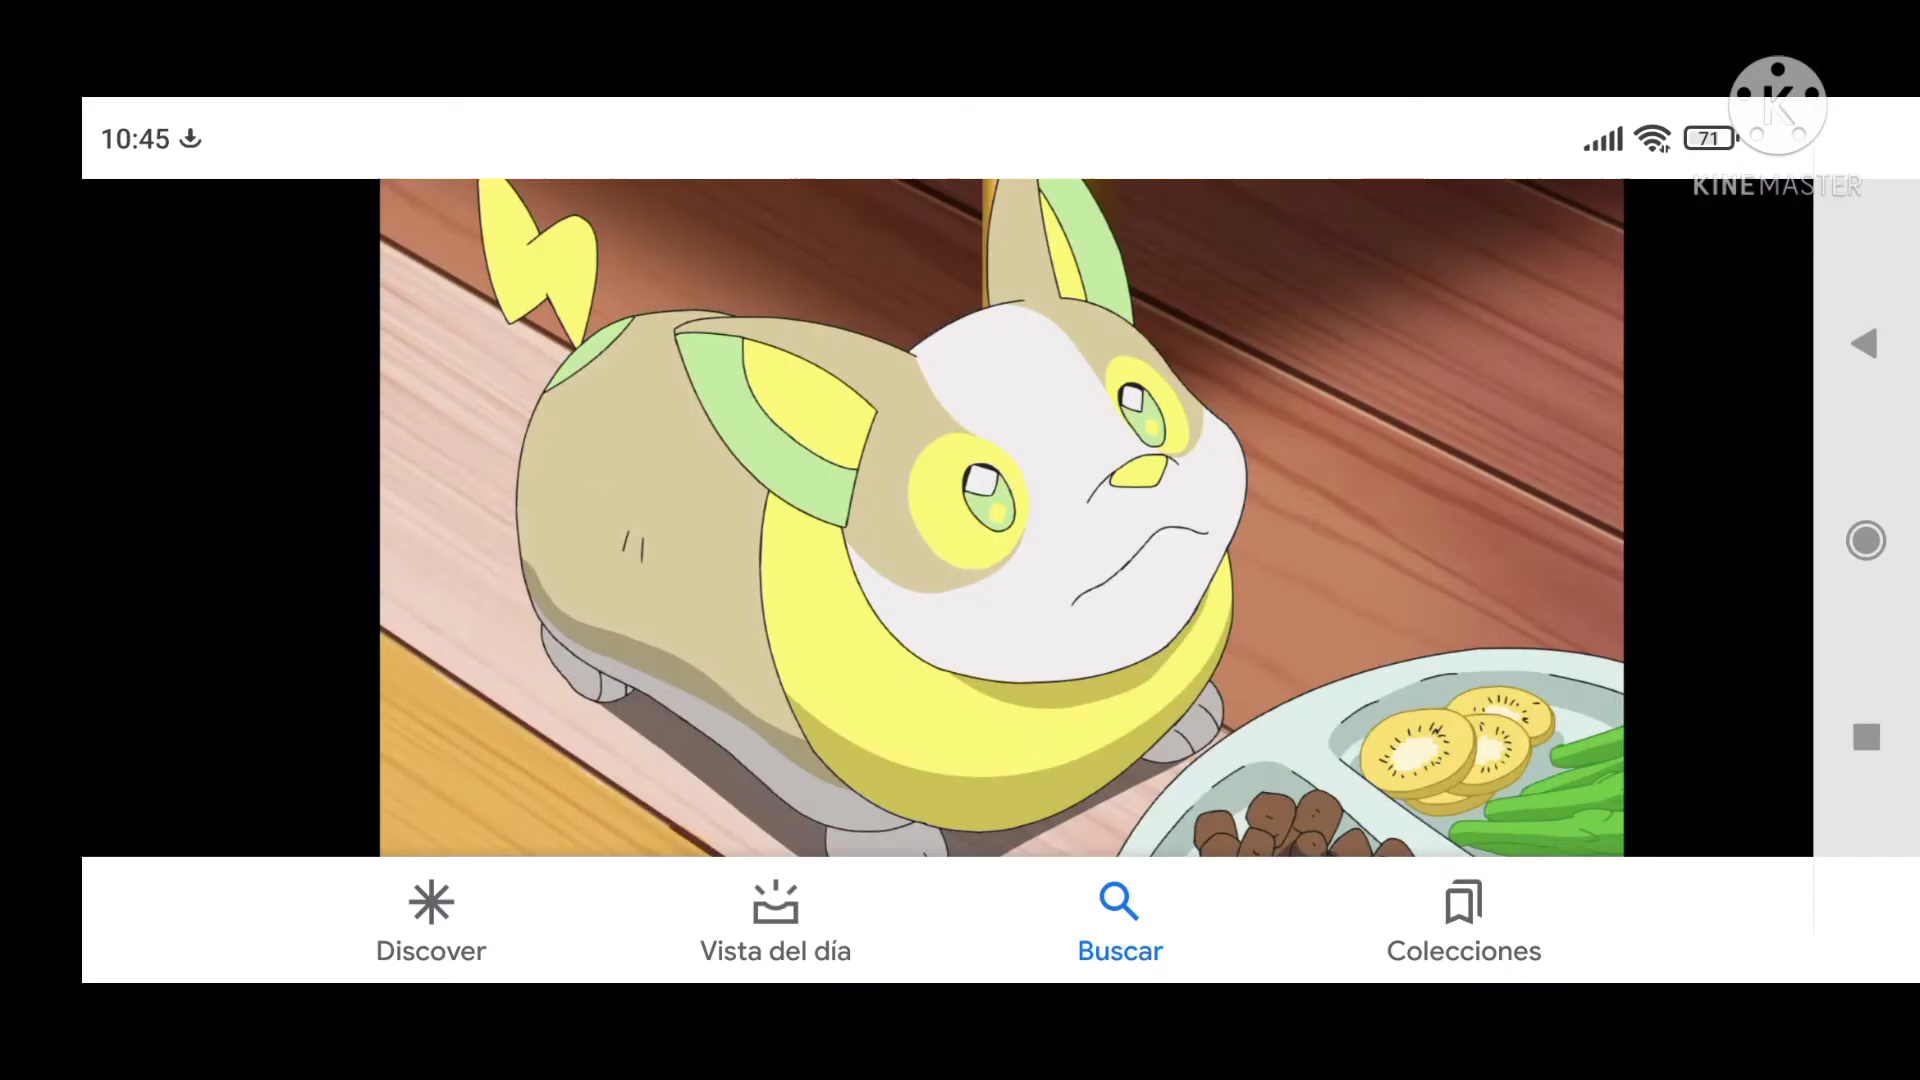 10:45
71
K
KINEMASTER
Discover
Vista del día
Buscar
Colecciones